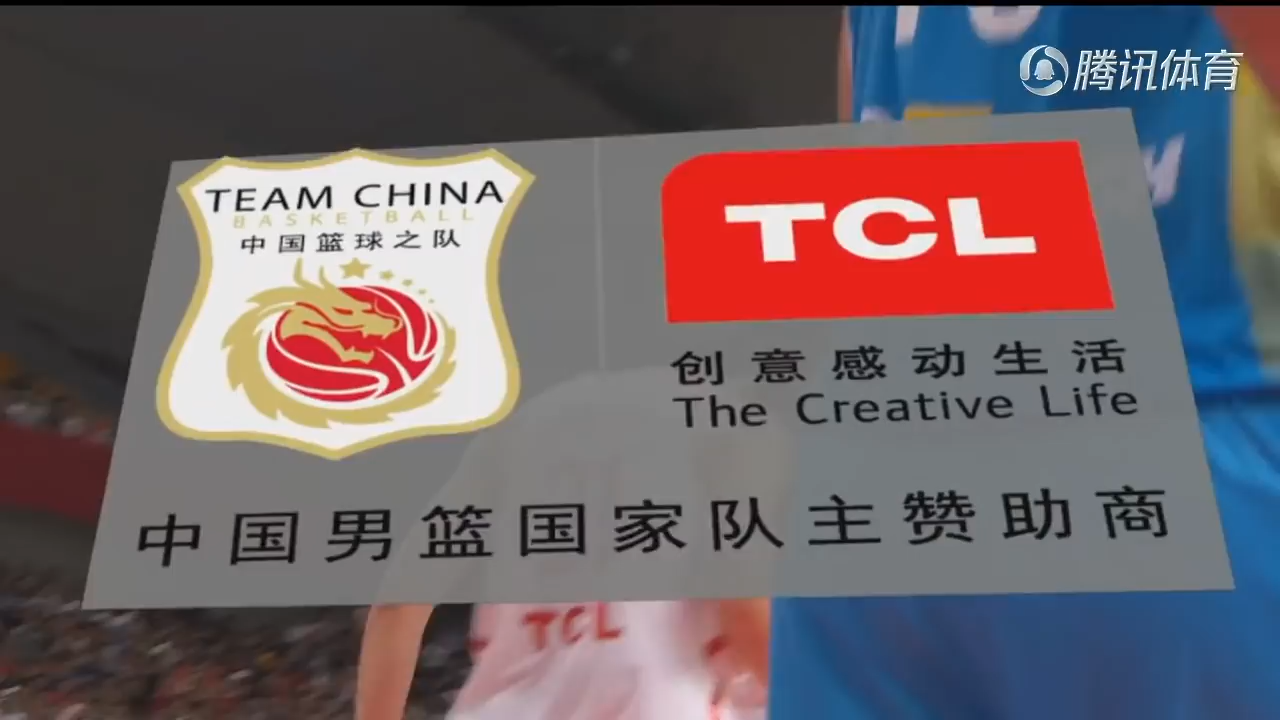 腾讯体育
TEAM CHINA
BASKETBALL
中国篮球之队
TCL
创意感动生活
The Creative Life
中国男篮国家队主赞助商
TCL